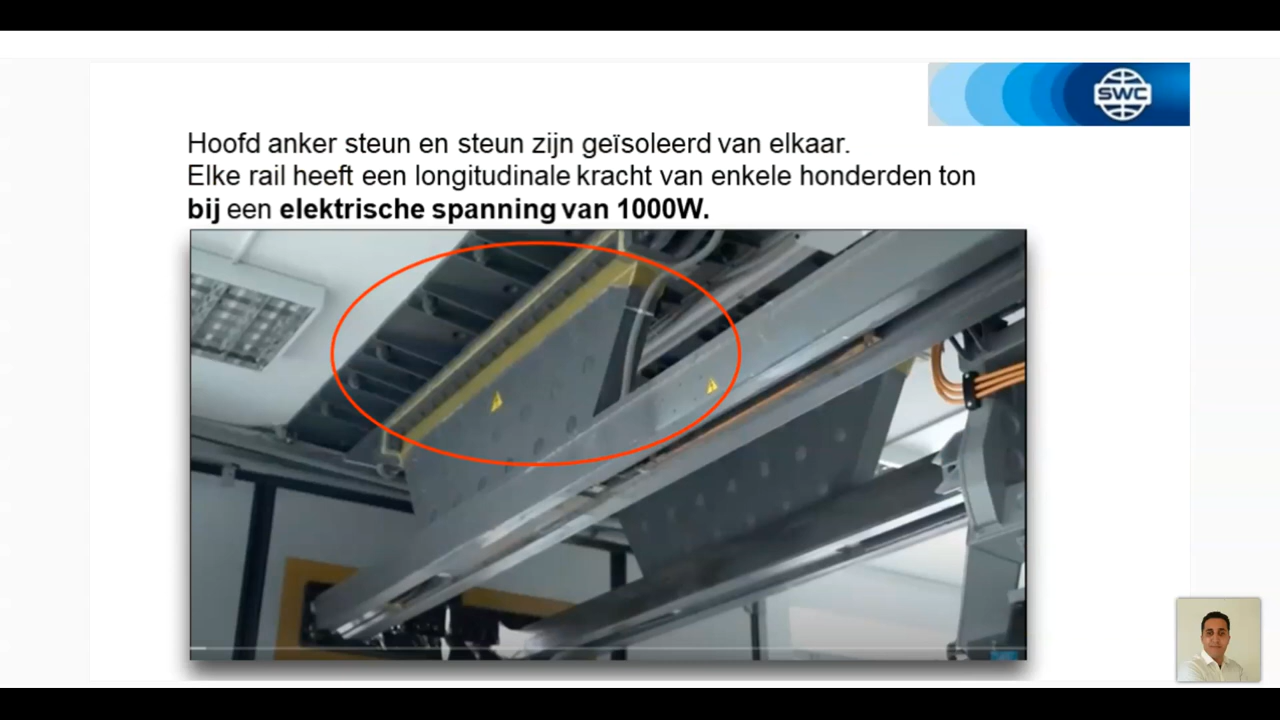 SWC
Hoofd anker steun en steun zijn geïsoleerd van elkaar.
Elke rail heeft een longitudinale kracht van enkele honderden ton
bij een elektrische spanning van 1000W.